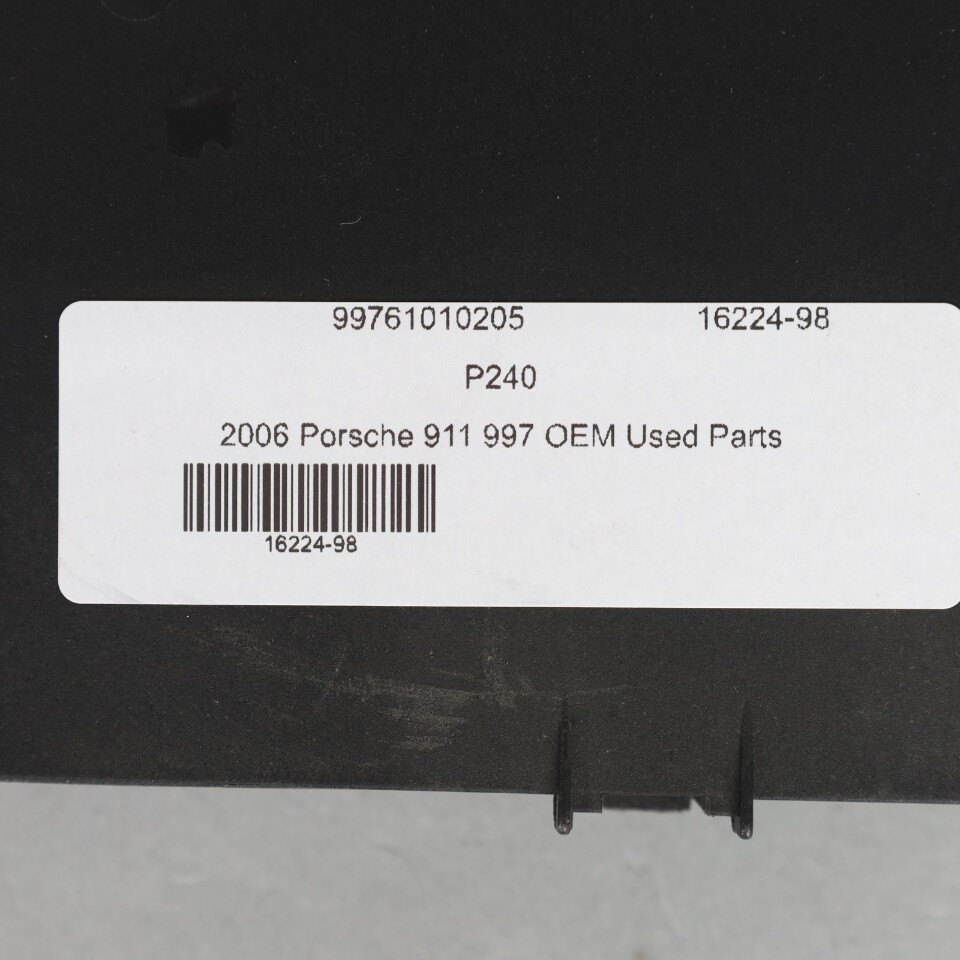 99761010205 16224-98
P240
2006 Porsche 911 997 OEM Used Parts
16224-98